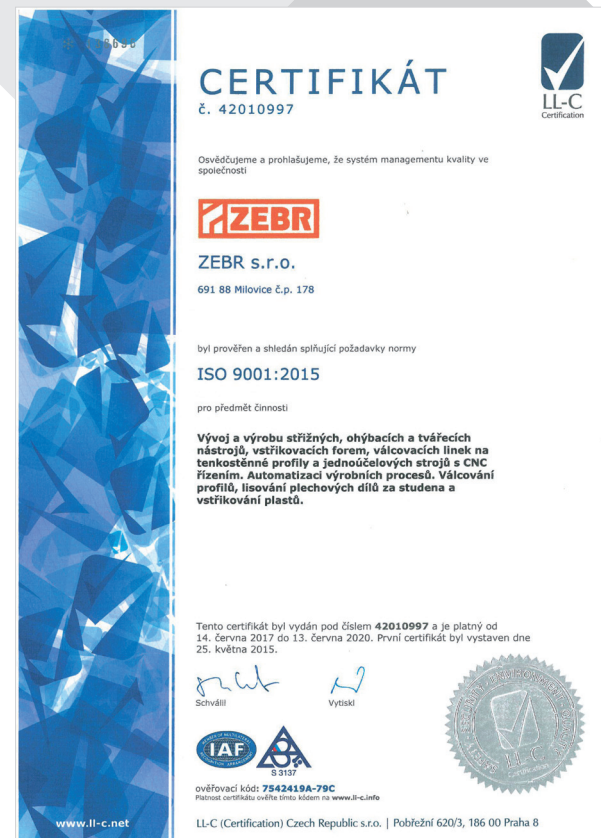 CERTIFIKÁT
č. 42010997
LL-C
Certification
Osvědčujeme a prohlašujeme, že systém managementu kvality ve
společnosti
ZEBR
ZEBR s.r.o.
691 88 Milovice č.p. 178
byl prověřen a shledán splňující požadavky normy
ISO 9001:2015
pro předmět činnosti
Vývoj a výrobu střižných, ohýbacích a tvářecích
nástrojů, vstřikovacích forem, válcovacích linek na
tenkostěnné profily a jednoúčelových strojů s CNC
řízením. Automatizaci výrobních procesů. Válcování
profilů, lisování plechových dílů za studena a
vstřikování plastů.
Tento certifikát byl vydán pod číslem 42010997 a je platný od
14. června 2017 do 13. června 2020. První certifikát byl vystaven dne
25. května 2015.
Schválil
Vytiskl
IAF
S 3137
ověřovací kód: 7542419A-79C
Platnost certifikátu ověřte tímto kódem na www.ll-c.info
LL-C
Certification
www.ll-c.net
LL-C (Certification) Czech Republic s.r.o. | Pobřežní 620/3, 186 00 Praha 8